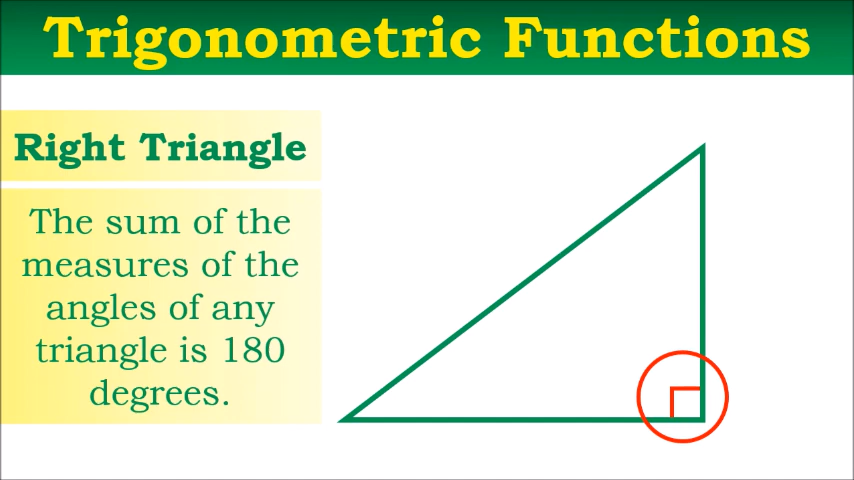 Trigonometric Functions
Right Triangle
The sum of the
measures of the
angles of any
triangle is 180
degrees.